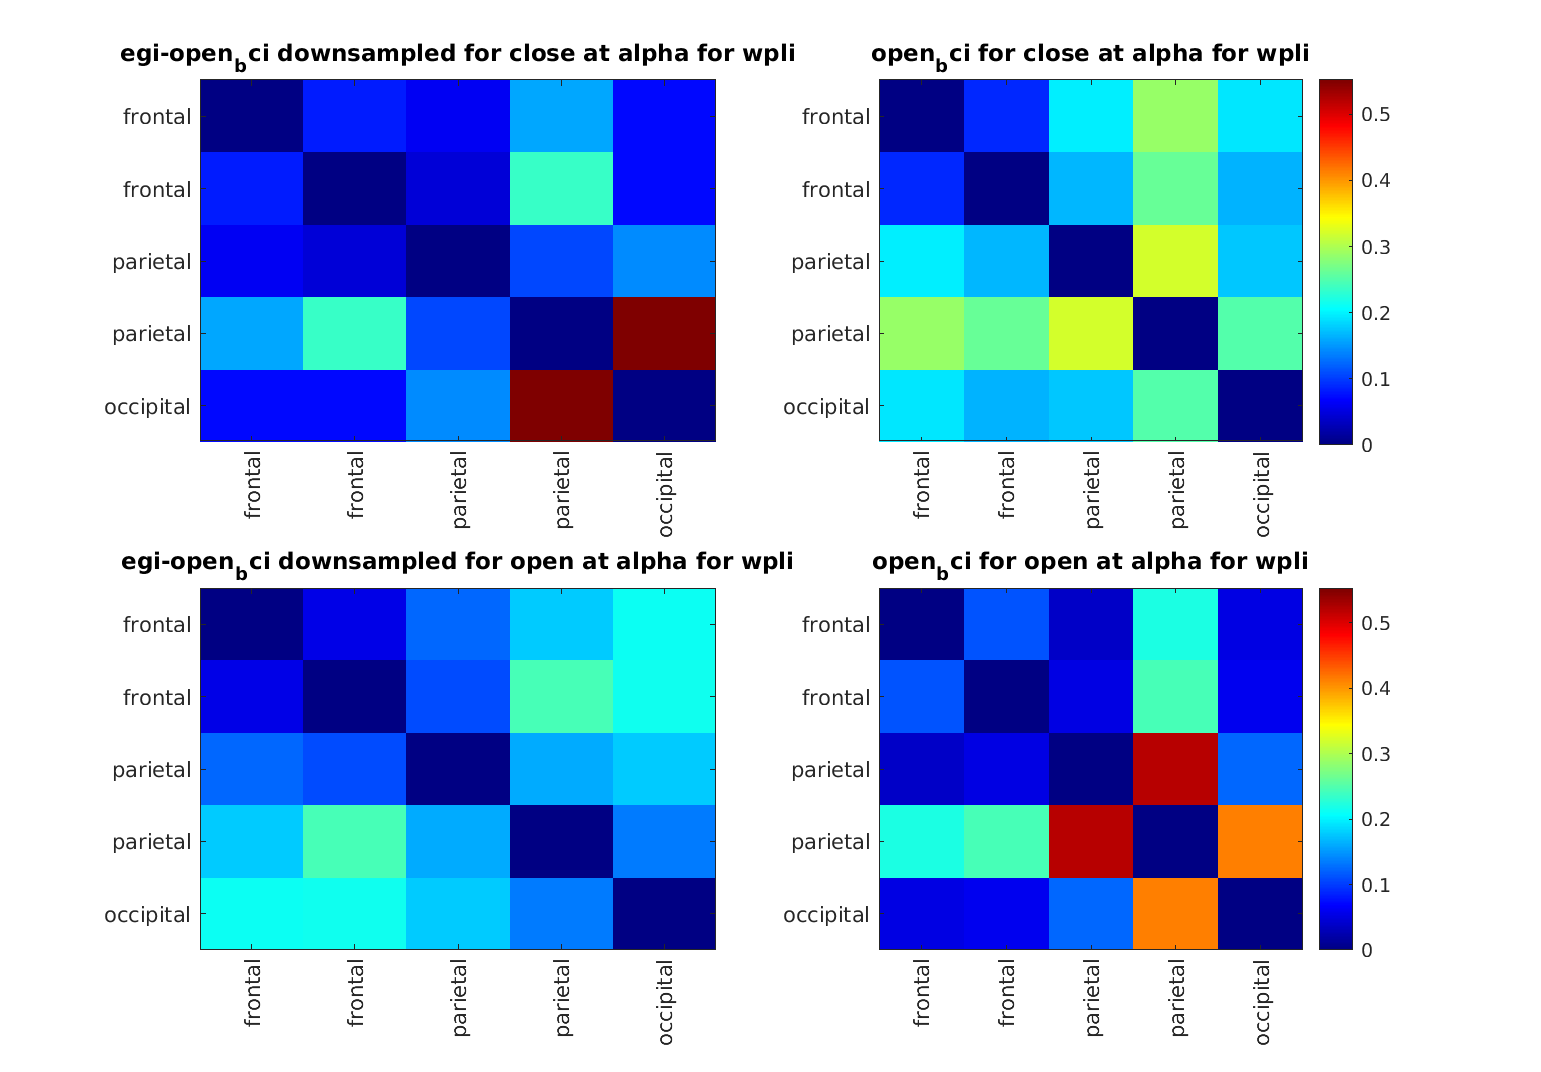 egi-open_bci downsampled for close at alpha for wpli
open_bci for close at alpha for wpli
frontal
frontal
parietal
parietal
occipital
frontal
frontal
parietal
parietal
occipital
frontal
frontal
parietal
parietal
occipital
frontal
frontal
parietal
parietal
occipital
0.5
0.4
0.3
0.2
0.1
0
egi-open_bci downsampled for open at alpha for wpli
open_bci for open at alpha for wpli
frontal
frontal
parietal
parietal
occipital
frontal
frontal
parietal
parietal
occipital
frontal
frontal
parietal
parietal
occipital
frontal
frontal
parietal
parietal
occipital
0.5
0.4
0.3
0.2
0.1
0